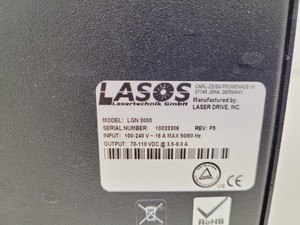 LASOS
Lasertechnik GmbH
CARL-ZEISS-PROMENADE 10
07745 JENA, GERMANY
Manufactured by:
LASER DRIVE, INC.
MODEL: LGN 3000
SERIAL NUMBER: 10033306 REV: P5
INPUT: 100-240 V ~ 16 A MAX 50/60 Hz
OUTPUT: 70-110 VDC @ 3.5-9.0 A
RoHS